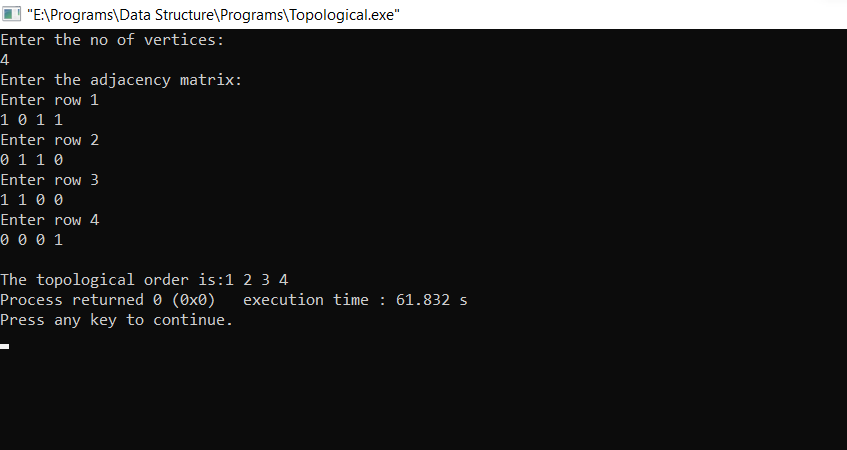 "E:\Programs\Data Structure\Programs\Topological.exe"
Enter the no of vertices:
4
Enter the adjacency matrix:
Enter row 1
1 0 1 1
Enter row 2
0 1 1 0
Enter row 3
1 1 0 0
Enter row 4
0 0 0 1
The topological order is:1 2 3 4
Process returned 0 (0x0)   execution time : 61.832 s
Press any key to continue.